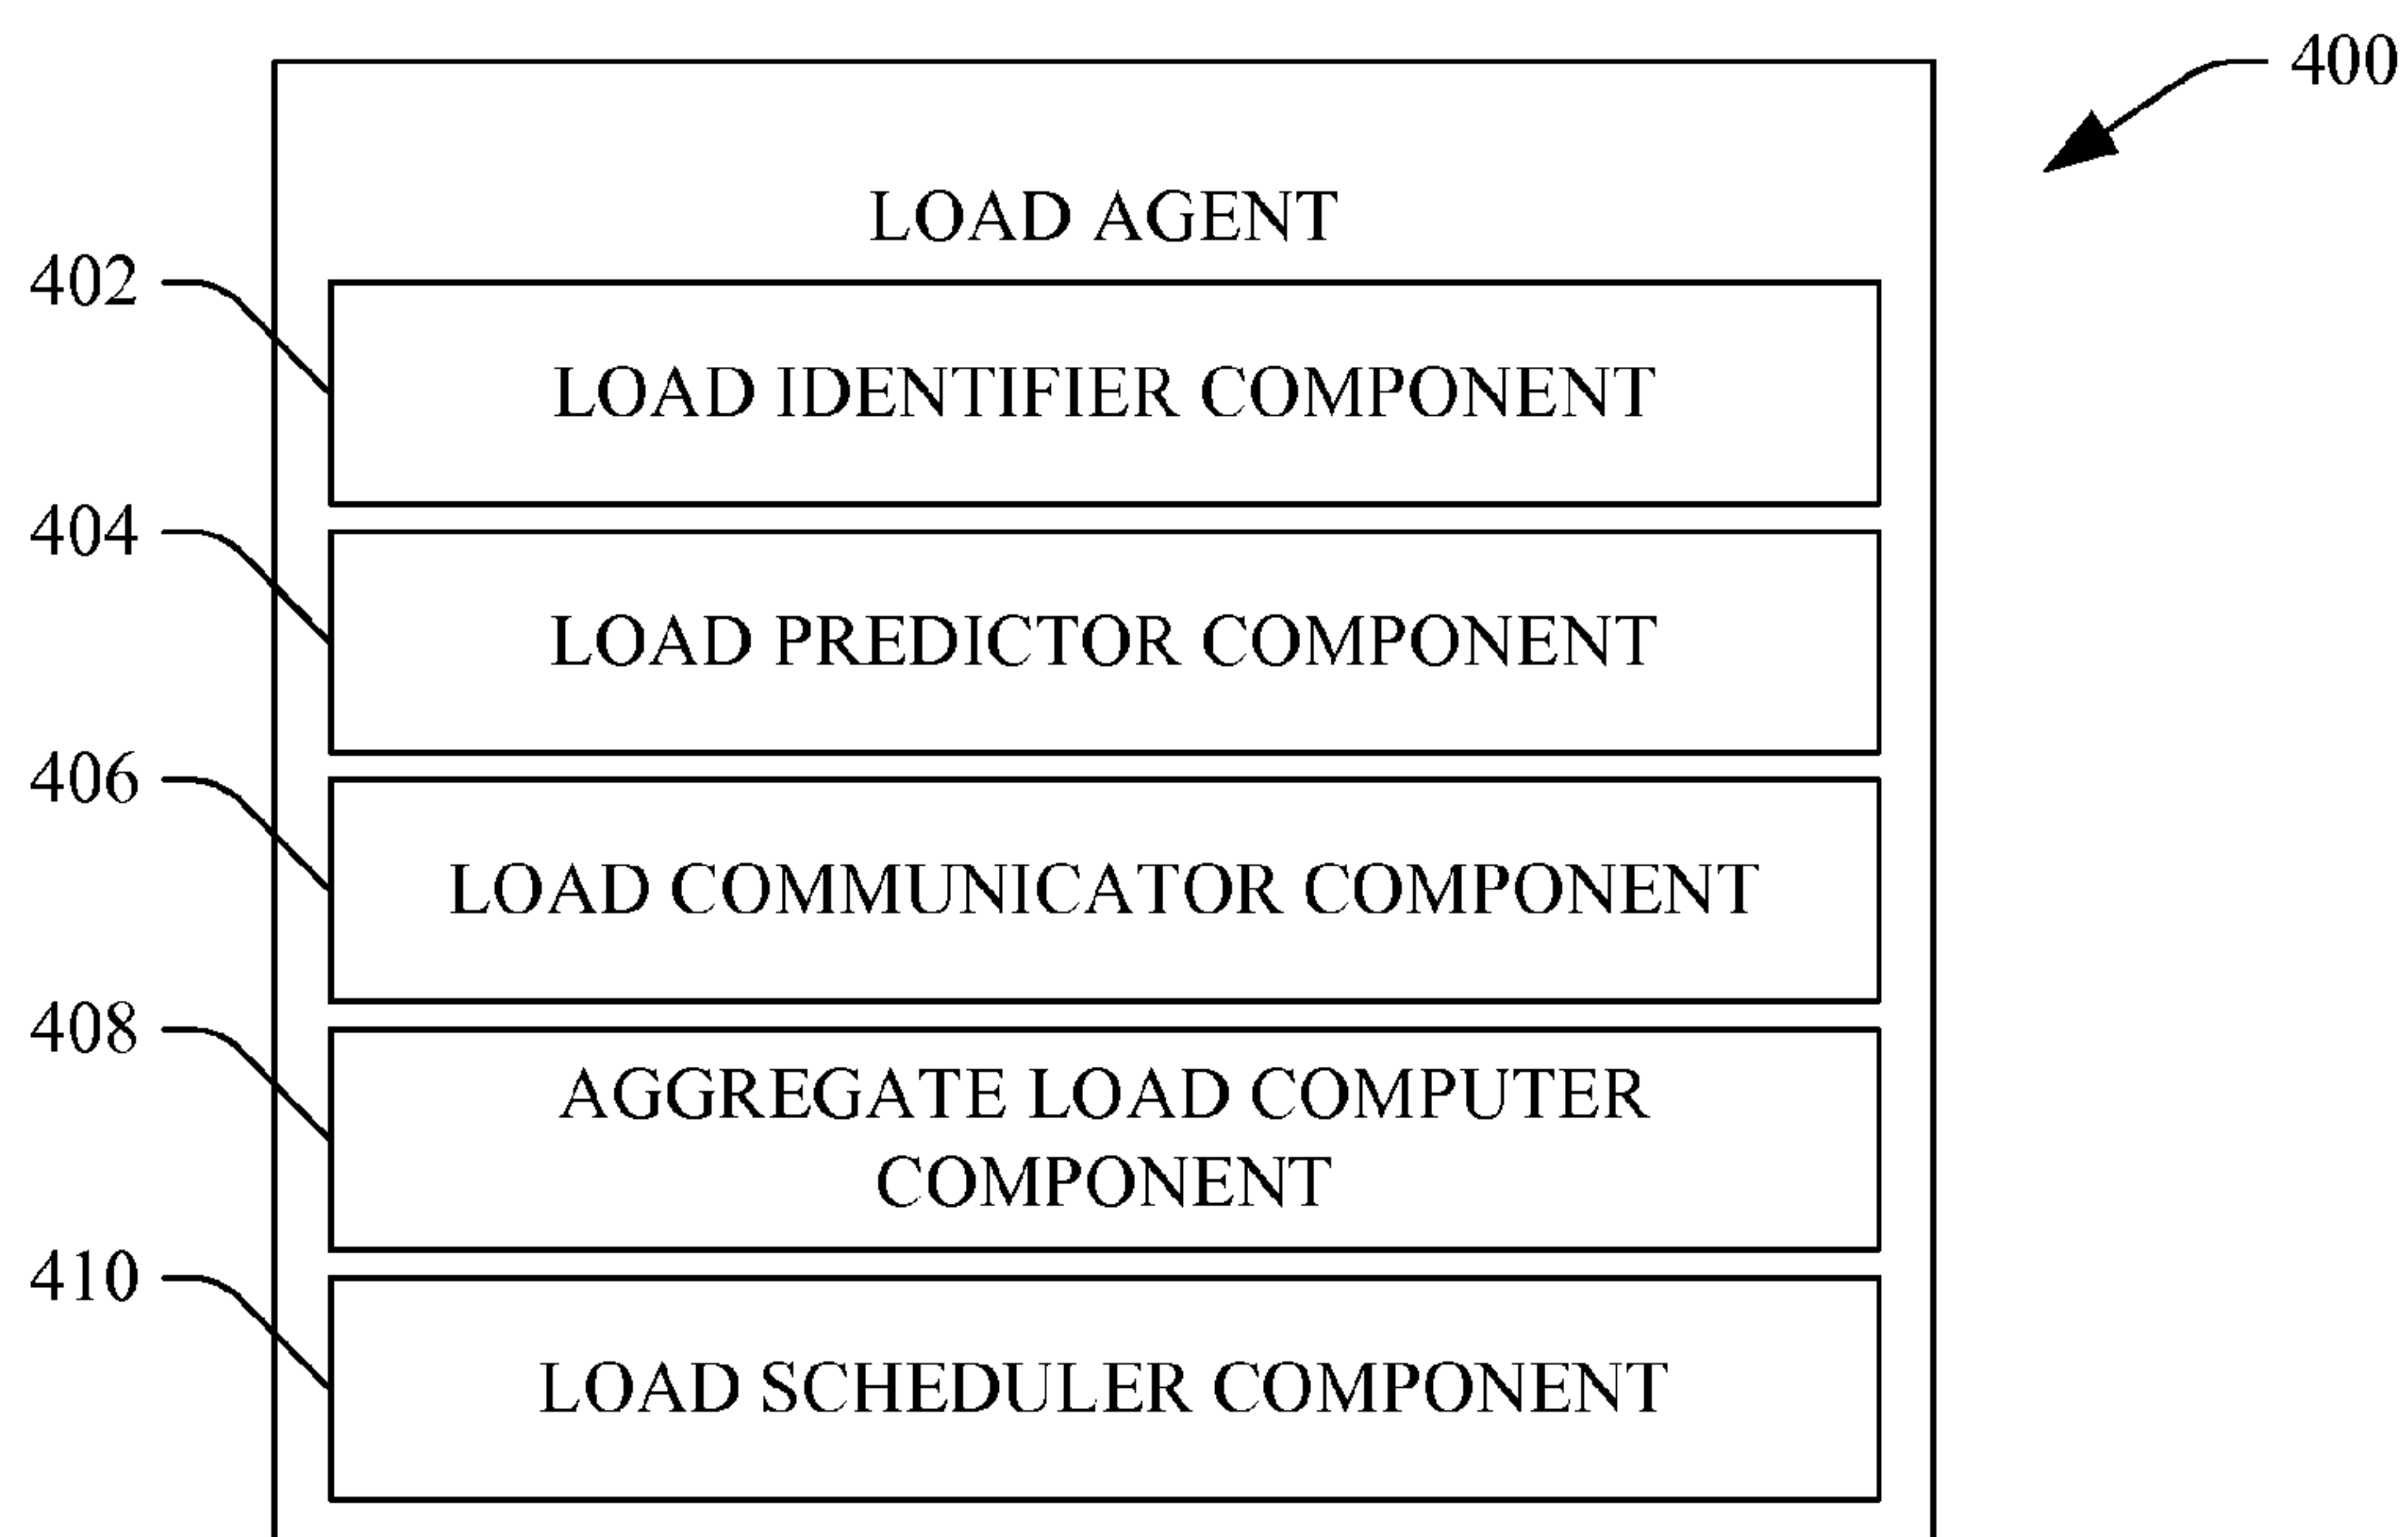 400
LOAD AGENT
402
LOAD IDENTIFIER COMPONENT
404
LOAD PREDICTOR COMPONENT
406
LOAD COMMUNICATOR COMPONENT
408
AGGREGATE LOAD COMPUTER
COMPONENT
410
LOAD SCHEDULER COMPONENT